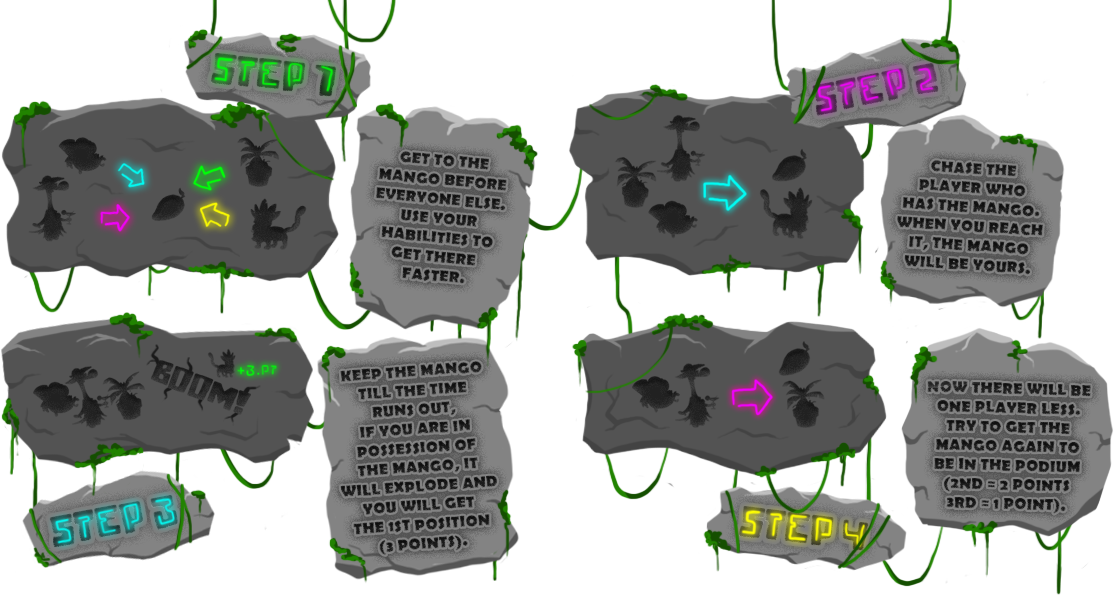 STEP 1
GET TO THE
MANGO BEFORE
EVERYONE ELSE.
USE YOUR
HABILITIES TO
GET THERE
FASTER.
STEP 2
CHASE THE
PLAYER WHO
HAS THE MANGO.
WHEN YOU REACH
IT, THE MANGO
WILL BE YOURS.
BOOM!
+3.PT
STEP 3
KEEP THE MANGO
TILL THE TIME
RUNS OUT,
IF YOU ARE IN
POSSESSION OF
THE MANGO, IT
WILL EXPLODE AND
YOU WILL GET
THE 1ST POSITION
(3 POINTS).
STEP 4
NOW THERE WILL BE
ONE PLAYER LESS.
TRY TO GET THE
MANGO AGAIN TO
BE IN THE PODIUM
(2ND = 2 POINTS
3RD = 1 POINT).